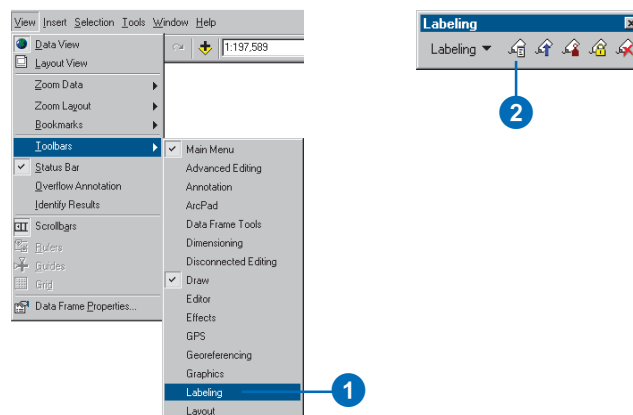 View Insert Selection Tools Window Help
Data View
Layout View
Zoom Data
Zoom Layout
Bookmarks
Toolbars
Status Bar
Overflow Annotation
Identify Results
Scrollbars
Rulers
Guides
Grid
Data Frame Properties...
1:197,589
Main Menu
Advanced Editing
Annotation
ArcPad
Data Frame Tools
Dimensioning
Disconnected Editing
Draw
Editor
Effects
GPS
Georeferencing
Graphics
Labeling
Layout
1
Labeling
Labeling
2